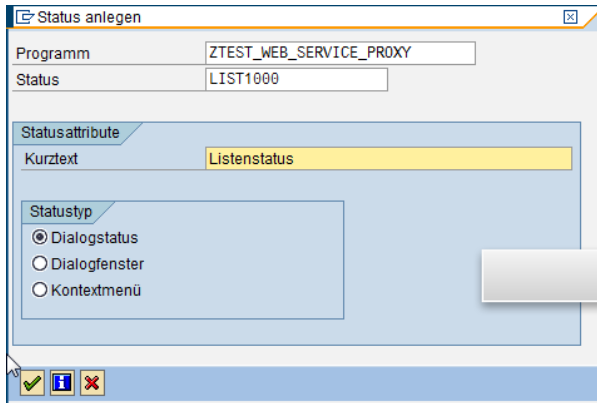 Status anlegen
Programm ZTEST_WEB_SERVICE_PROXY
Status LIST1000
Statusattribute
Kurztext Listenstatus
Statustyp
Dialogstatus
Dialogfenster
Kontextmenü